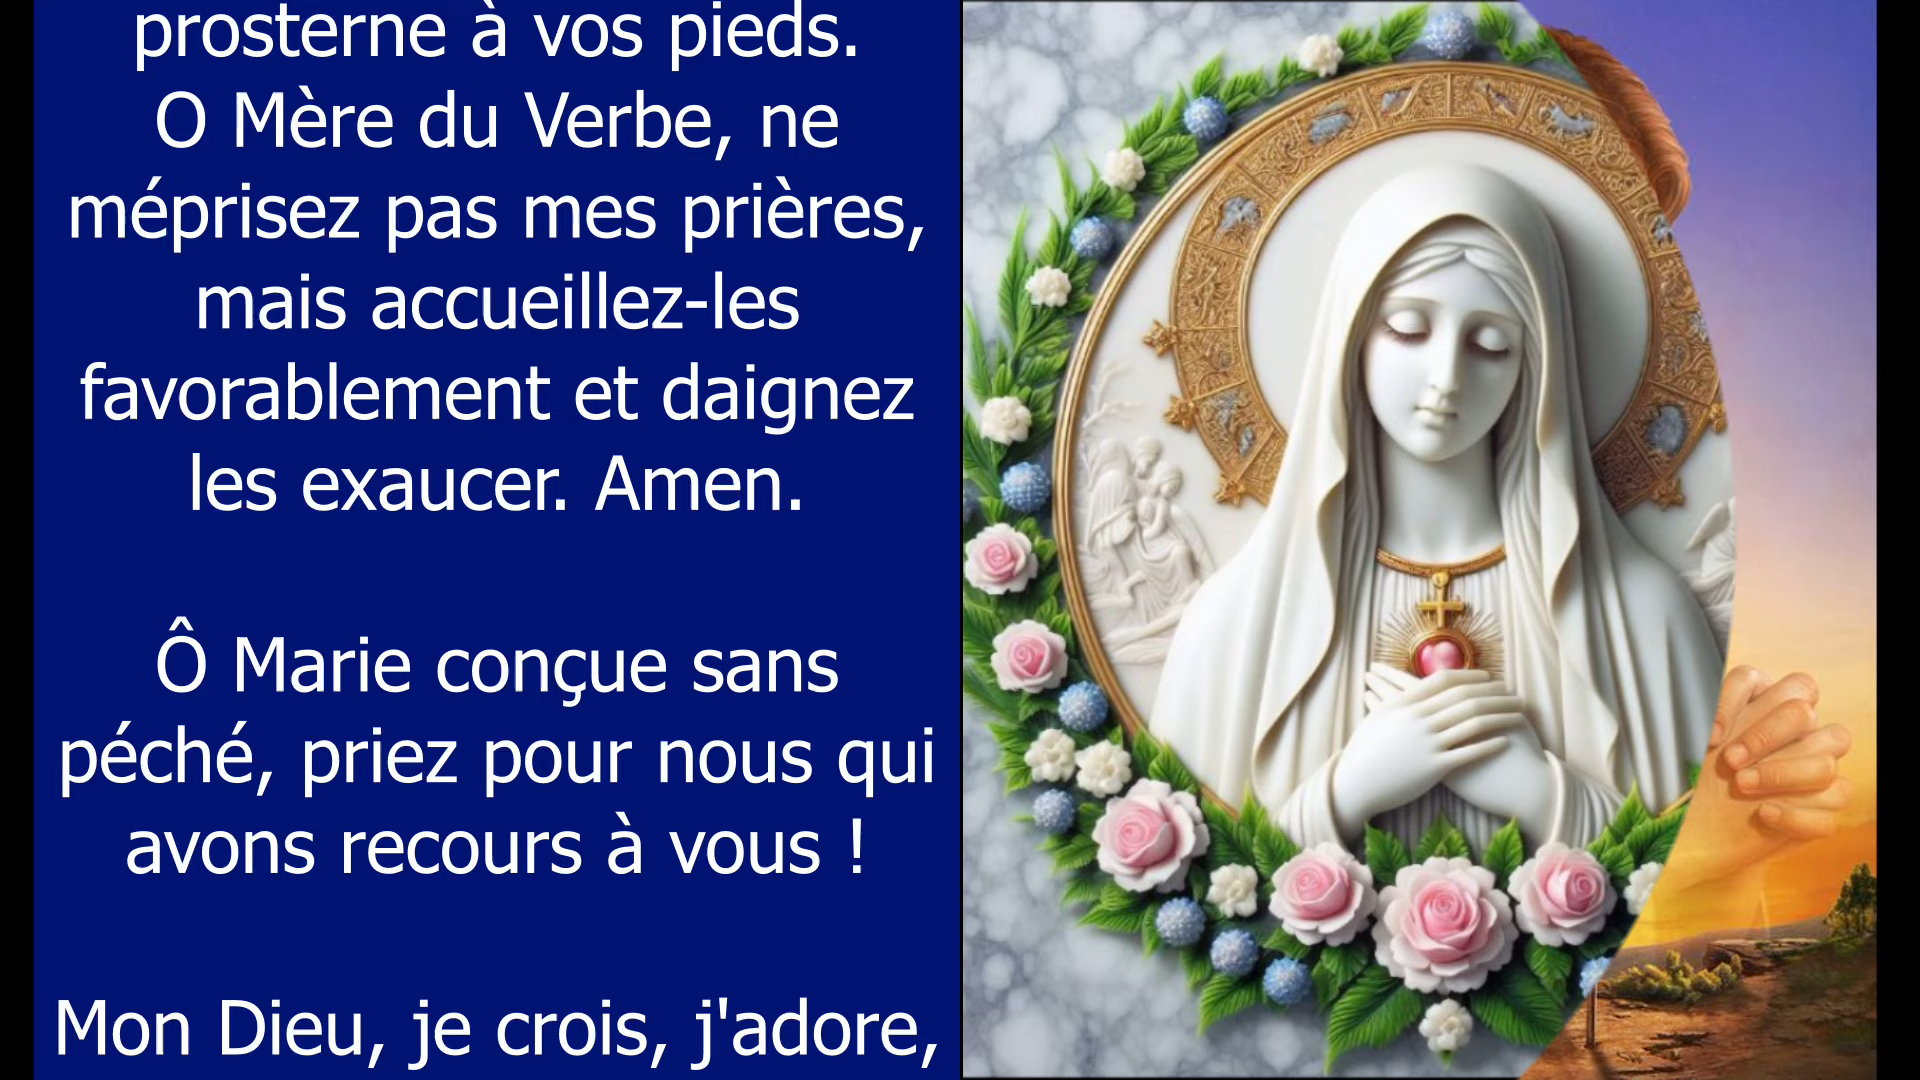 prosterne à vos pieds.
O Mère du Verbe, ne
méprisez pas mes prières,
mais accueillez-les
favorablement et daignez
les exaucer. Amen.
Ô Marie conçue sans
péché, priez pour nous qui
avons recours à vous !
Mon Dieu, je crois, j'adore,